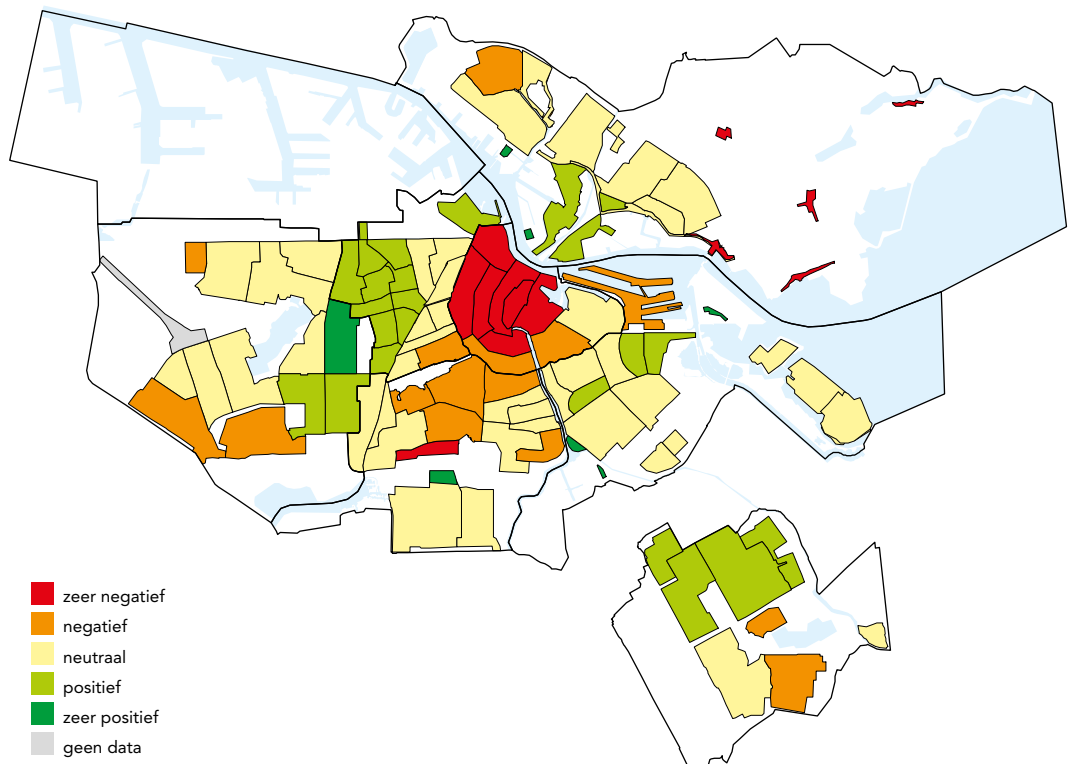 zeer negatief
negatief
neutraal
positief
zeer positief
geen data